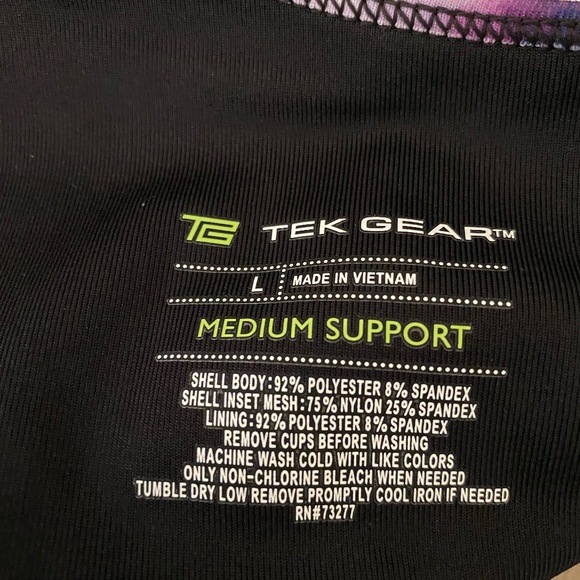 TG TEK GEAR™
L MADE IN VIETNAM
MEDIUM SUPPORT
SHELL BODY:92% POLYESTER 8% SPANDEX
SHELL INSET MESH:75% NYLON 25% SPANDEX
LINING:92% POLYESTER 8% SPANDEX
REMOVE CUPS BEFORE WASHING
MACHINE WASH COLD WITH LIKE COLORS
ONLY NON-CHLORINE BLEACH WHEN NEEDED
TUMBLE DRY LOW REMOVE PROMPTLY COOL IRON IF NEEDED
RN#73277